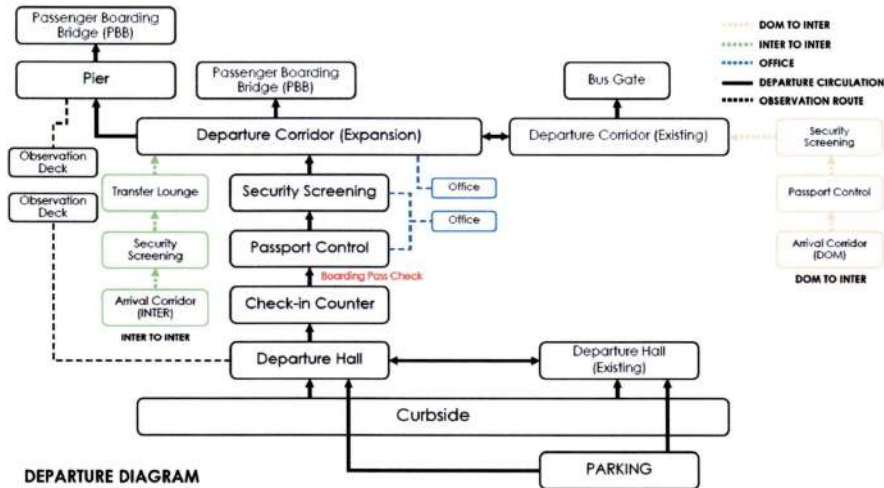 Passenger Boarding
Bridge (PBB)
Pier
Passenger Boarding
Bridge (PBB)
Bus Gate
DOM TO INTER
INTER TO INTER
OFFICE
DEPARTURE CIRCULATION
OBSERVATION ROUTE
Departure Corridor (Expansion)
Departure Corridor (Existing)
Security
Screening
Observation
Deck
Observation
Deck
Transfer Lounge
Security Screening
Office
Office
Passport Control
Security
Screening
Passport Control
Boarding Pass Check
Arrival Corridor
(DOM)
DOM TO INTER
Arrival Corridor
(INTER)
INTER TO INTER
Check-in Counter
Departure Hall
Departure Hall
(Existing)
Curbside
PARKING
DEPARTURE DIAGRAM